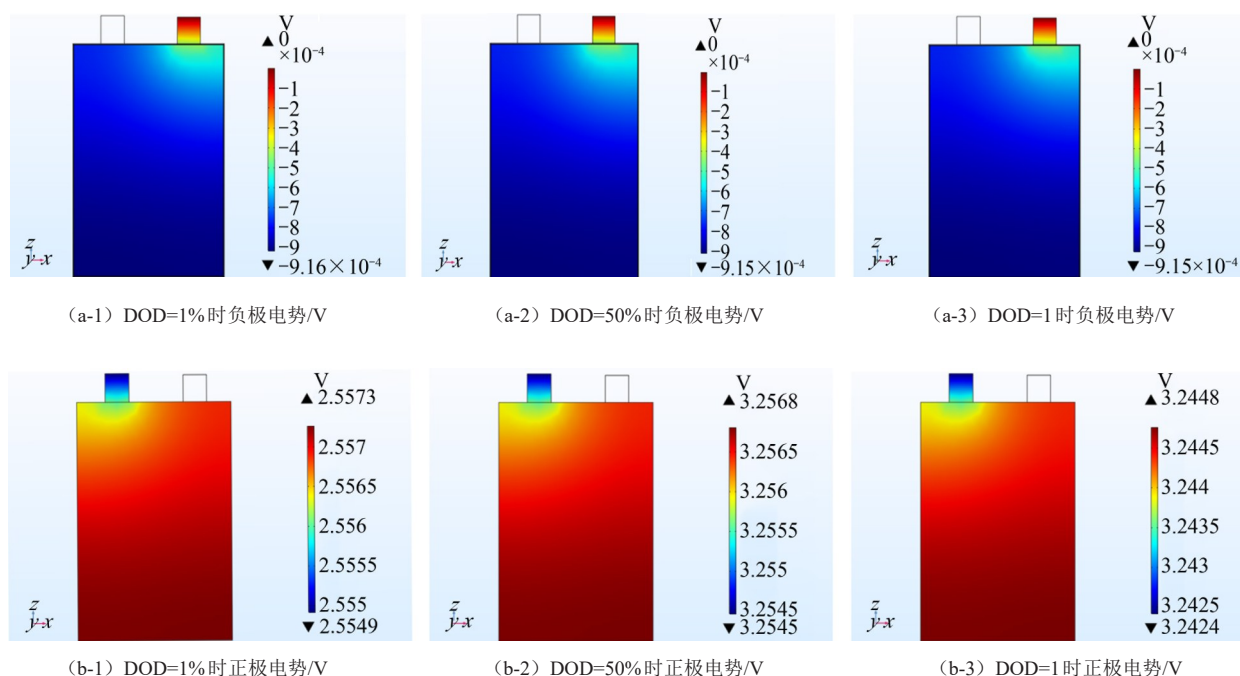 V
0
×10⁻⁴
−1
−2
−3
−4
−5
−6
−7
−8
−9
−9.16×10⁻⁴
z
y x
(a-1) DOD=1%时负极电势/V
V
0
×10⁻⁴
−1
−2
−3
−4
−5
−6
−7
−8
−9
−9.15×10⁻⁴
z
y x
(a-2) DOD=50%时负极电势/V
V
0
×10⁻⁴
−1
−2
−3
−4
−5
−6
−7
−8
−9
−9.15×10⁻⁴
z
y x
(a-3) DOD=1时负极电势/V
V
2.5573
2.557
2.5565
2.556
2.5555
2.555
2.5549
z
y x
(b-1) DOD=1%时正极电势/V
V
3.2568
3.2565
3.256
3.2555
3.255
3.2545
3.2545
z
y x
(b-2) DOD=50%时正极电势/V
V
3.2448
3.2445
3.244
3.2435
3.243
3.2425
3.2424
z
y x
(b-3) DOD=1时正极电势/V